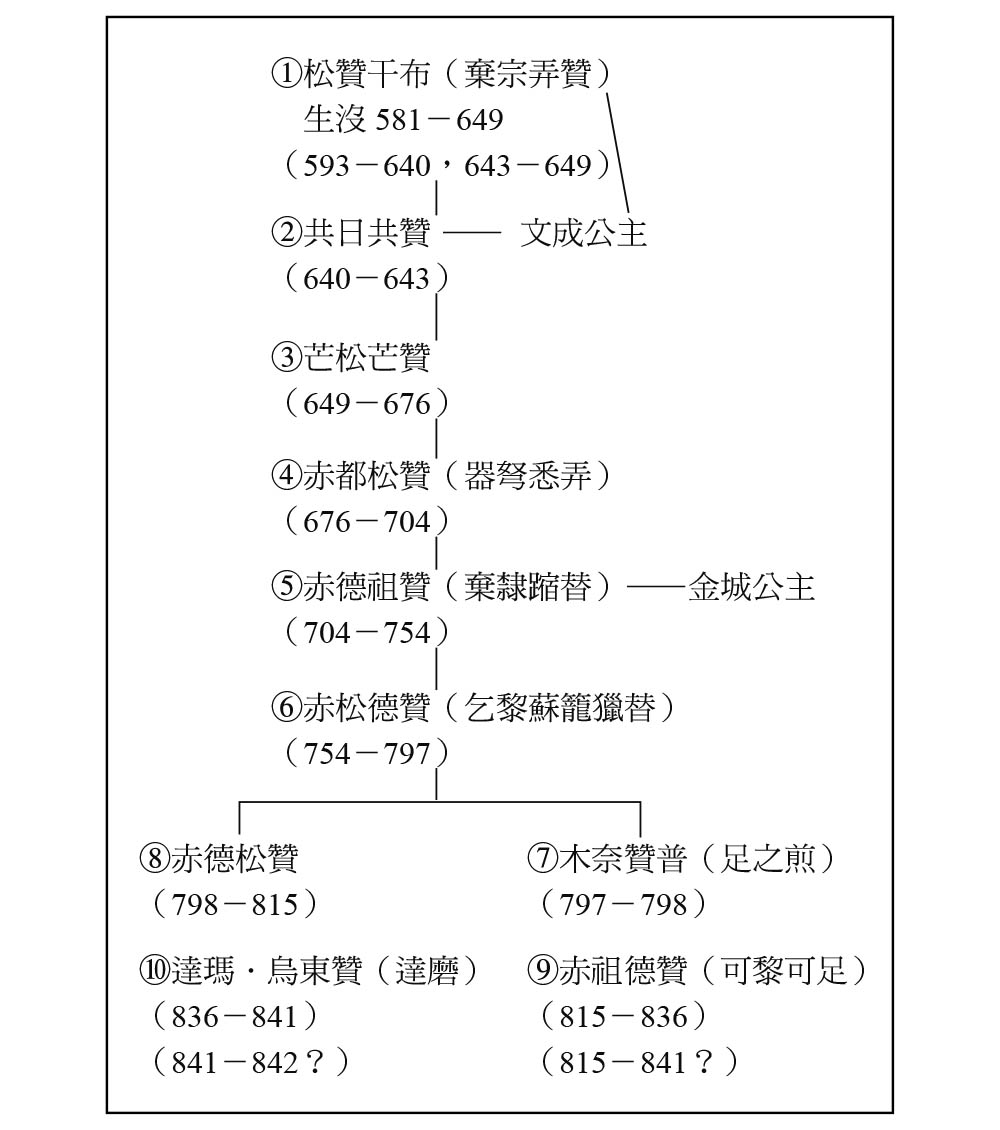 ①松贊干布（棄宗弄贊）
生沒 581－649
（593－640，643－649）
②共日共贊 —— 文成公主
（640－643）
③芒松芒贊
（649－676）
④赤都松贊（器弩悉弄）
（676－704）
⑤赤德祖贊（棄隸蹜替）——金城公主
（704－754）
⑥赤松德贊（乞黎蘇籠獵替）
（754－797）
⑧赤德松贊 ⑦木奈贊普（足之煎）
（798－815） （797－798）
⑩達瑪．烏東贊（達磨） ⑨赤祖德贊（可黎可足）
（836－841） （815－836）
（841－842？） （815－841？）